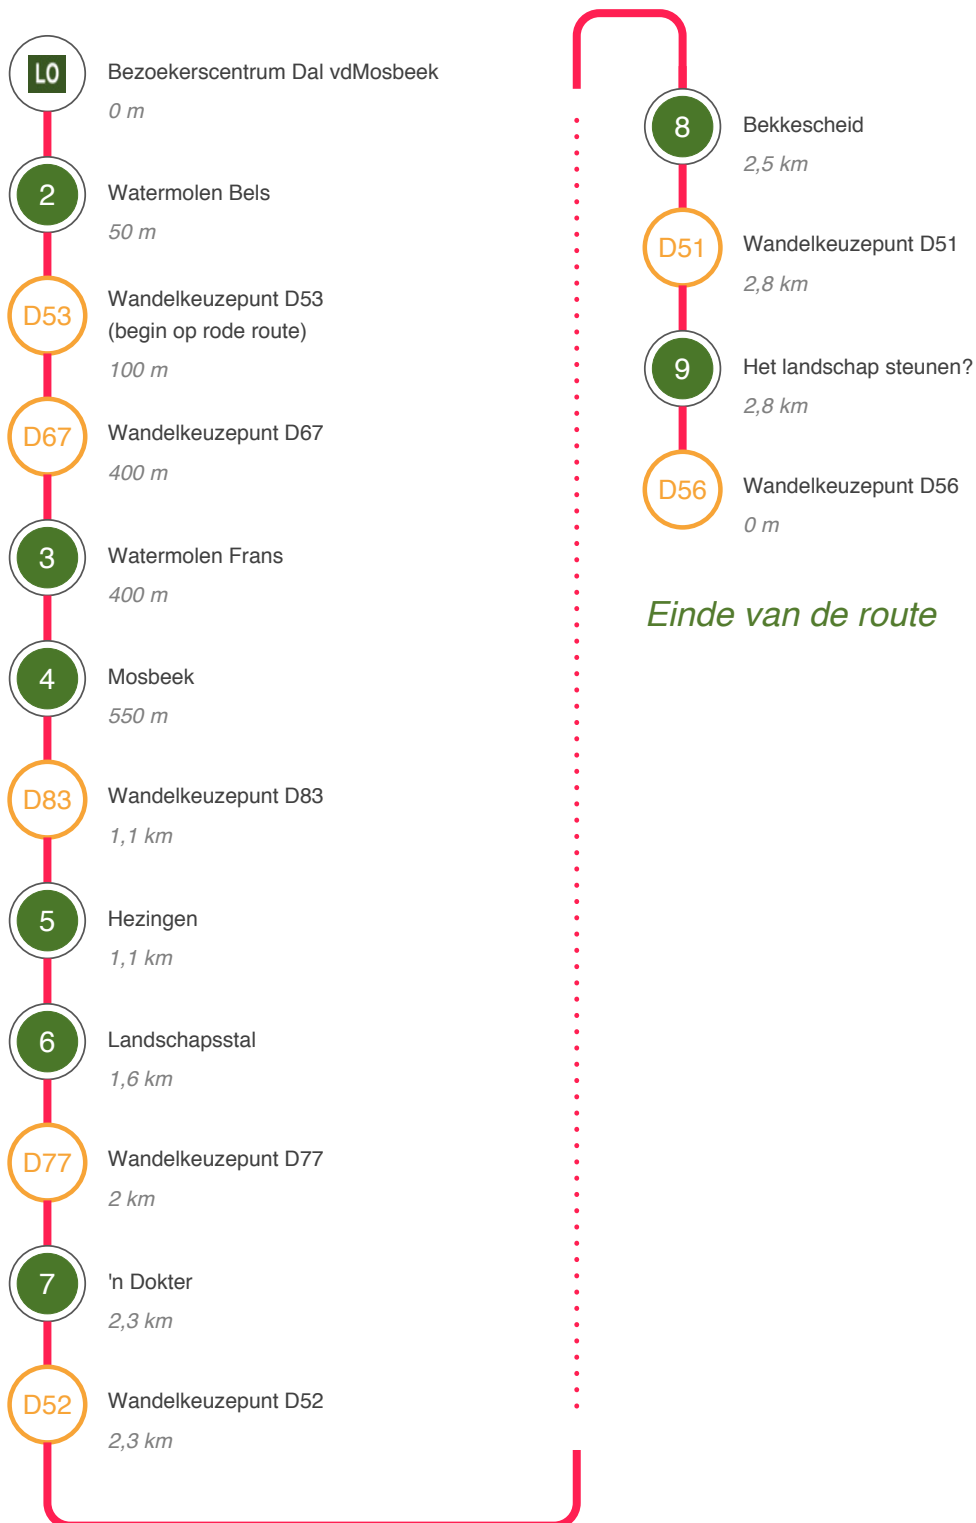 LO
Bezoekerscentrum Dal vdMosbeek
0 m
2
Watermolen Bels
50 m
D53
Wandelkeuzepunt D53
(begin op rode route)
100 m
D67
Wandelkeuzepunt D67
400 m
3
Watermolen Frans
400 m
4
Mosbeek
550 m
D83
Wandelkeuzepunt D83
1,1 km
5
Hezingen
1,1 km
6
Landschapsstal
1,6 km
D77
Wandelkeuzepunt D77
2 km
7
'n Dokter
2,3 km
D52
Wandelkeuzepunt D52
2,3 km
8
Bekkescheid
2,5 km
D51
Wandelkeuzepunt D51
2,8 km
9
Het landschap steunen?
2,8 km
D56
Wandelkeuzepunt D56
0 m
Einde van de route